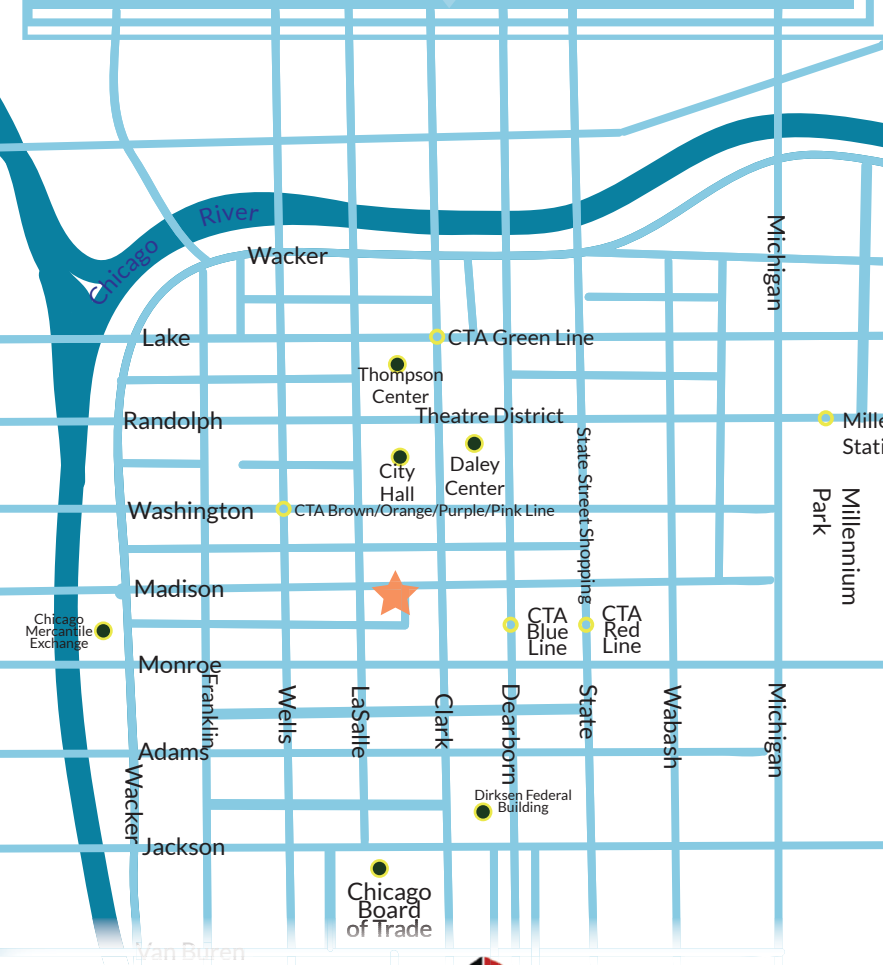 River
Chicago
Wacker
Michigan
Lake
CTA Green Line
Thompson
Center
Randolph
Theatre District
Mille
Stati
State Street Shopping
City
Hall
Daley
Center
Washington
CTA Brown/Orange/Purple/Pink Line
Millennium
Park
Madison
Chicago
Mercantile
Exchange
CTA
Blue
Line
CTA
Red
Line
Monroe
Franklin
Wells
LaSalle
Clark
Dearborn
State
Wabash
Michigan
Adams
Wacker
Dirksen Federal
Building
Jackson
Chicago
Board
of Trade
Van Buren